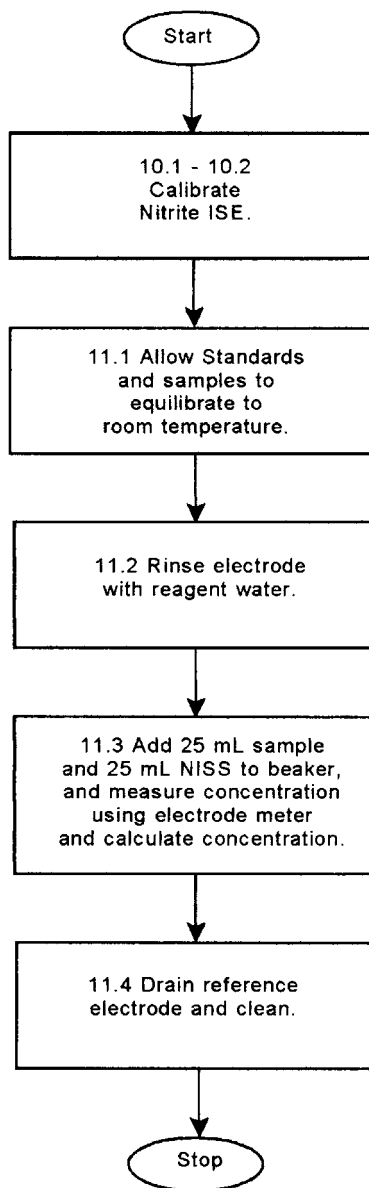 Start
10.1 - 10.2
Calibrate
Nitrite ISE.
11.1 Allow Standards
and samples to
equilibrate to
room temperature.
11.2 Rinse electrode
with reagent water.
11.3 Add 25 mL sample
and 25 mL NISS to beaker,
and measure concentration
using electrode meter
and calculate concentration.
11.4 Drain reference
electrode and clean.
Stop